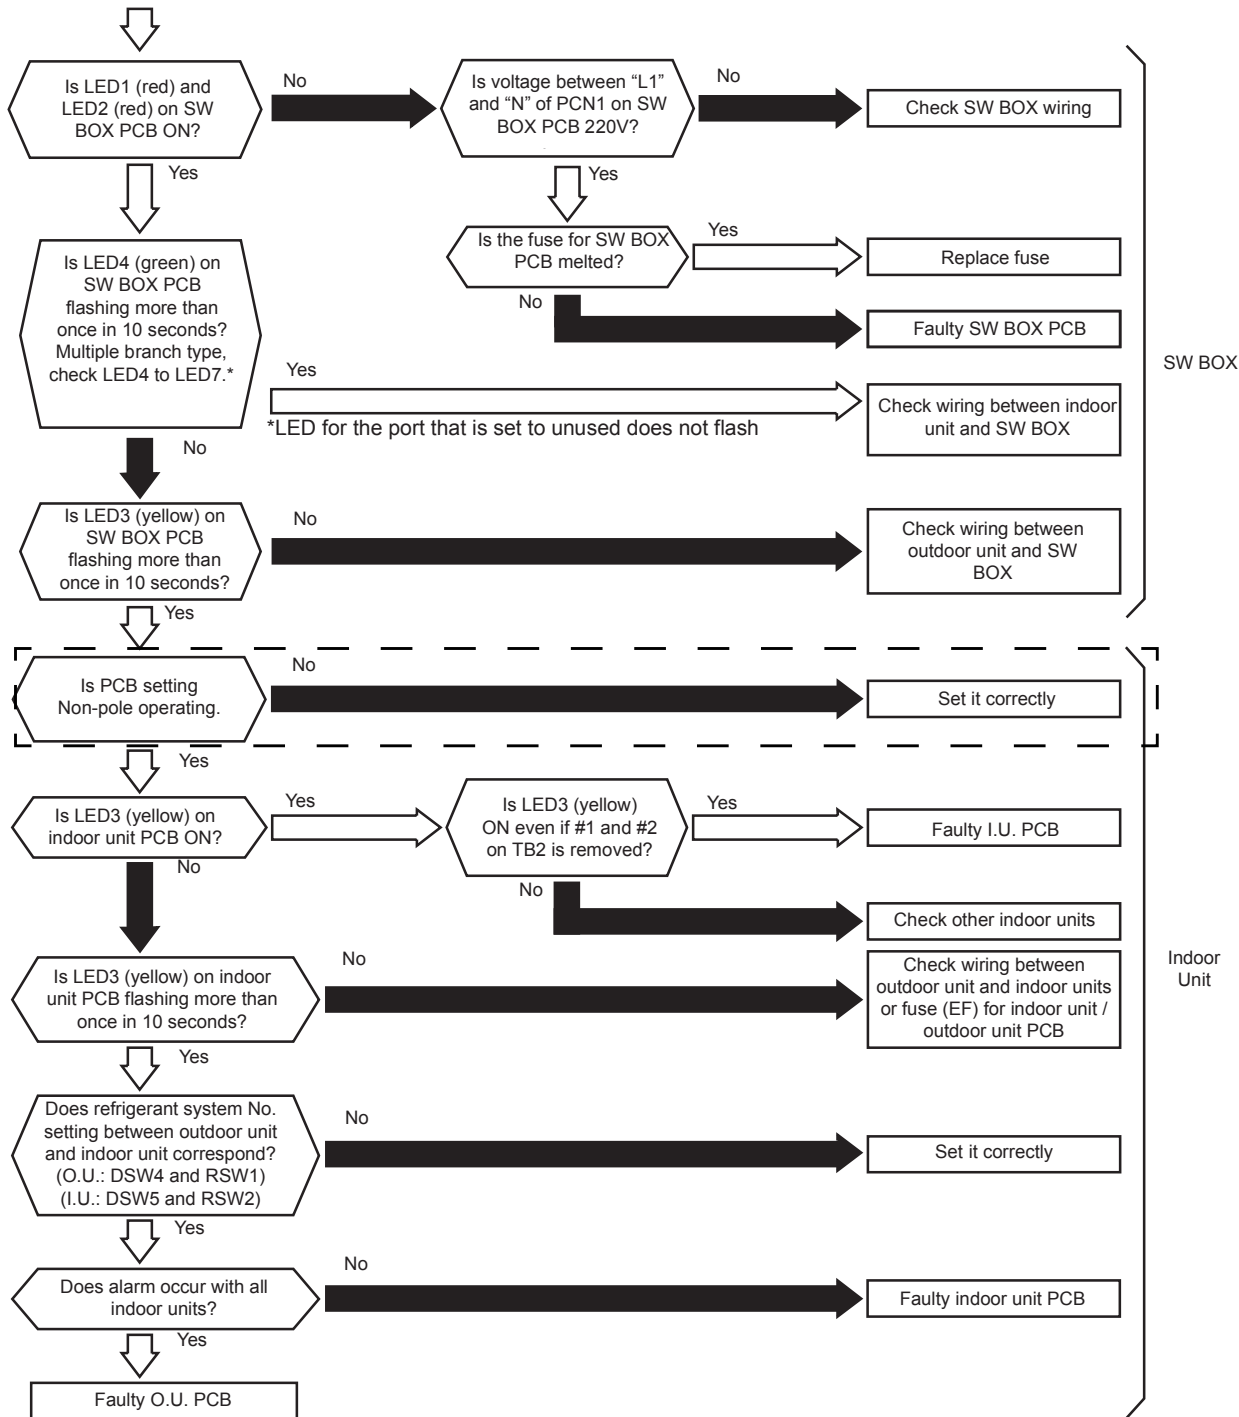 Is LED1 (red) and
LED2 (red) on SW
BOX PCB ON?
No
Is voltage between “L1”
and “N” of PCN1 on SW
BOX PCB 220V?
No
Check SW BOX wiring
Yes
Yes
Is the fuse for SW BOX
PCB melted?
Yes
Replace fuse
No
Faulty SW BOX PCB
Is LED4 (green) on
SW BOX PCB
flashing more than
once in 10 seconds?
Multiple branch type,
check LED4 to LED7.*
Yes
*LED for the port that is set to unused does not flash
Check wiring between indoor
unit and SW BOX
SW BOX
No
Is LED3 (yellow) on
SW BOX PCB
flashing more than
once in 10 seconds?
No
Check wiring between
outdoor unit and SW
BOX
Yes
Is PCB setting
Non-pole operating.
No
Set it correctly
Yes
Is LED3 (yellow) on
indoor unit PCB ON?
Yes
Is LED3 (yellow)
ON even if #1 and #2
on TB2 is removed?
Yes
Faulty I.U. PCB
No
No
Check other indoor units
Is LED3 (yellow) on indoor
unit PCB flashing more than
once in 10 seconds?
No
Check wiring between
outdoor unit and indoor units
or fuse (EF) for indoor unit /
outdoor unit PCB
Indoor
Unit
Yes
Does refrigerant system No.
setting between outdoor unit
and indoor unit correspond?
(O.U.: DSW4 and RSW1)
(I.U.: DSW5 and RSW2)
No
Set it correctly
Yes
Does alarm occur with all
indoor units?
No
Faulty indoor unit PCB
Yes
Faulty O.U. PCB